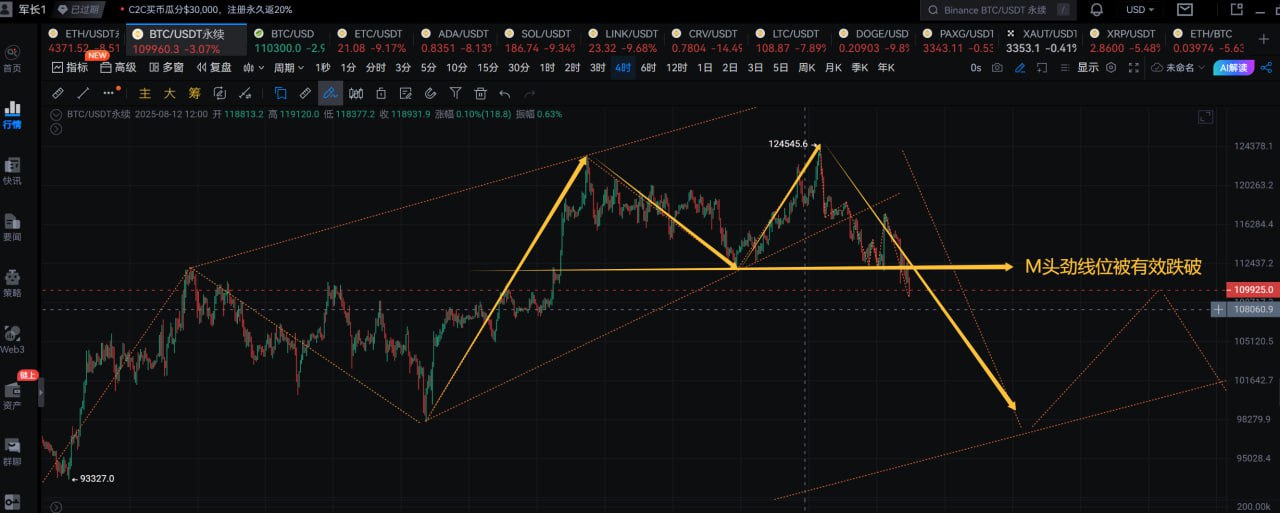 军长1 已过期 C2C买币瓜分$30,000，注册永久返20% Binance BTC/USDT 永续 / USD
ETH/USDT永 BTC/USDT永续 BTC/USD ETC/USDT ADA/USDT SOL/USDT LINK/USDT CRV/USDT LTC/USDT DOGE/USD PAXG/USD1 XAUT/USD1 XRP/USDT ETH/BTC
4371.52 -8.51 109960.3 -3.07% 110300.0 -2.9 21.08 -9.17% 0.8351 -8.13% 186.74 -9.34% 23.32 -9.68% 0.7804 -14.49 108.87 -7.89% 0.20903 -9.8 3343.11 -0.53 3353.1 -0.41% 2.8600 -5.48% 0.03974 -5.63
NEW
指标 高级 多窗 复盘 周期 1秒 1分 分时 3分 5分 10分 15分 30分 1时 2时 3时 4时 6时 12时 1日 2日 3日 5日 周K 月K 季K 年K 0s 显示 未命名 AI解读
主 大 筹
BTC/USDT永续 2025-08-12 12:00 开 118813.2 高 119120.0 低 118377.2 收 118931.9 涨幅 0.10%(118.8) 振幅 0.63%
首页
行情
快讯
要闻
策略
Web3
链上
资产
群聊
124545.6
93327.0
M头劲线位被有效跌破
124378.1
120263.2
116284.4
112437.2
109925.0
108060.9
105120.5
101642.7
98279.9
95028.4
200.00k